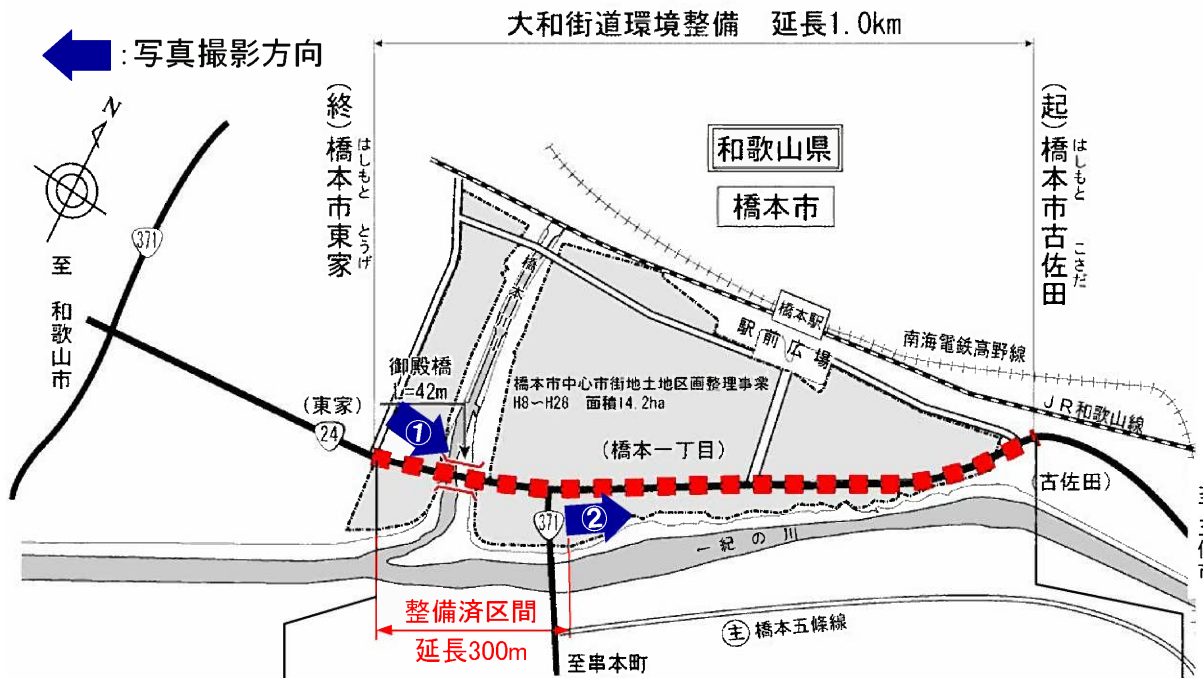 大和街道環境整備　延長1.0km
：写真撮影方向
N
(終)橋本市東家
はしもと　とうげ
(起)橋本市古佐田
はしもと　こさだ
和歌山県
橋本市
371
至　和歌山市
橋本川
橋本駅
駅前広場
南海電鉄高野線
JR和歌山線
御殿橋
L=42m
橋本市中心市街地土地区画整理事業
H8～H28　面積14.2ha
(東家)
24
①
(橋本一丁目)
(古佐田)
371
②
←紀の川
整備済区間
延長300m
主 橋本五條線
至串本町